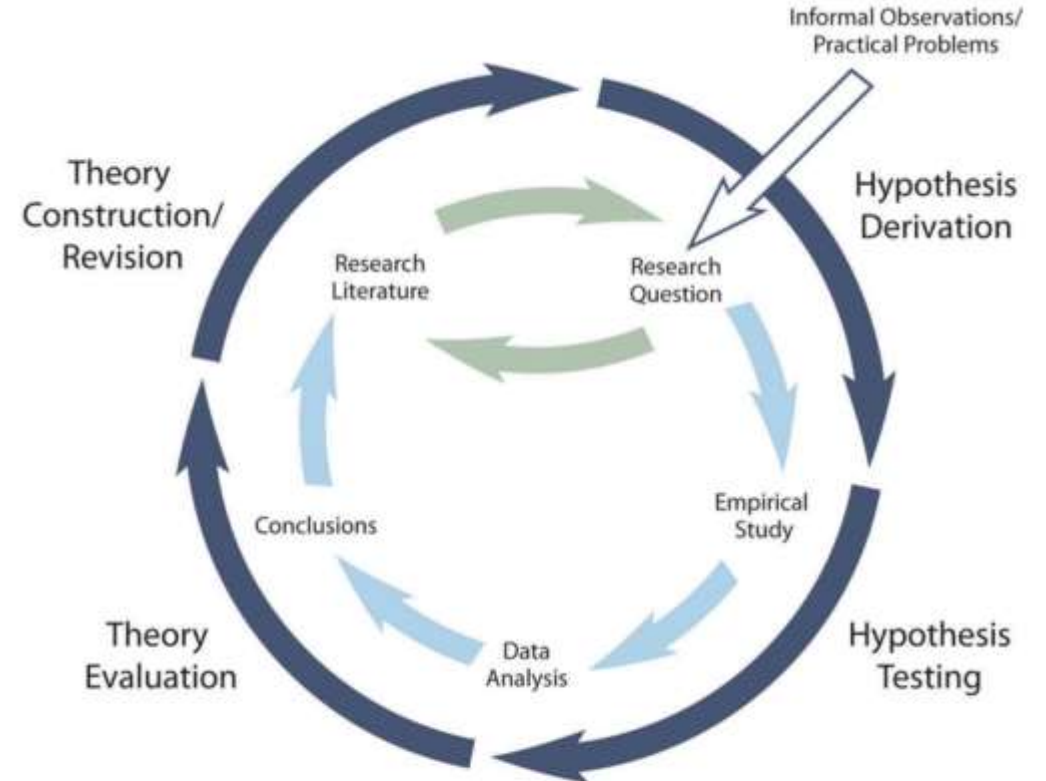 Informal Observations/
Practical Problems
Theory
Construction/
Revision
Hypothesis
Derivation
Research
Literature
Research
Question
Conclusions
Empirical
Study
Theory
Evaluation
Data
Analysis
Hypothesis
Testing